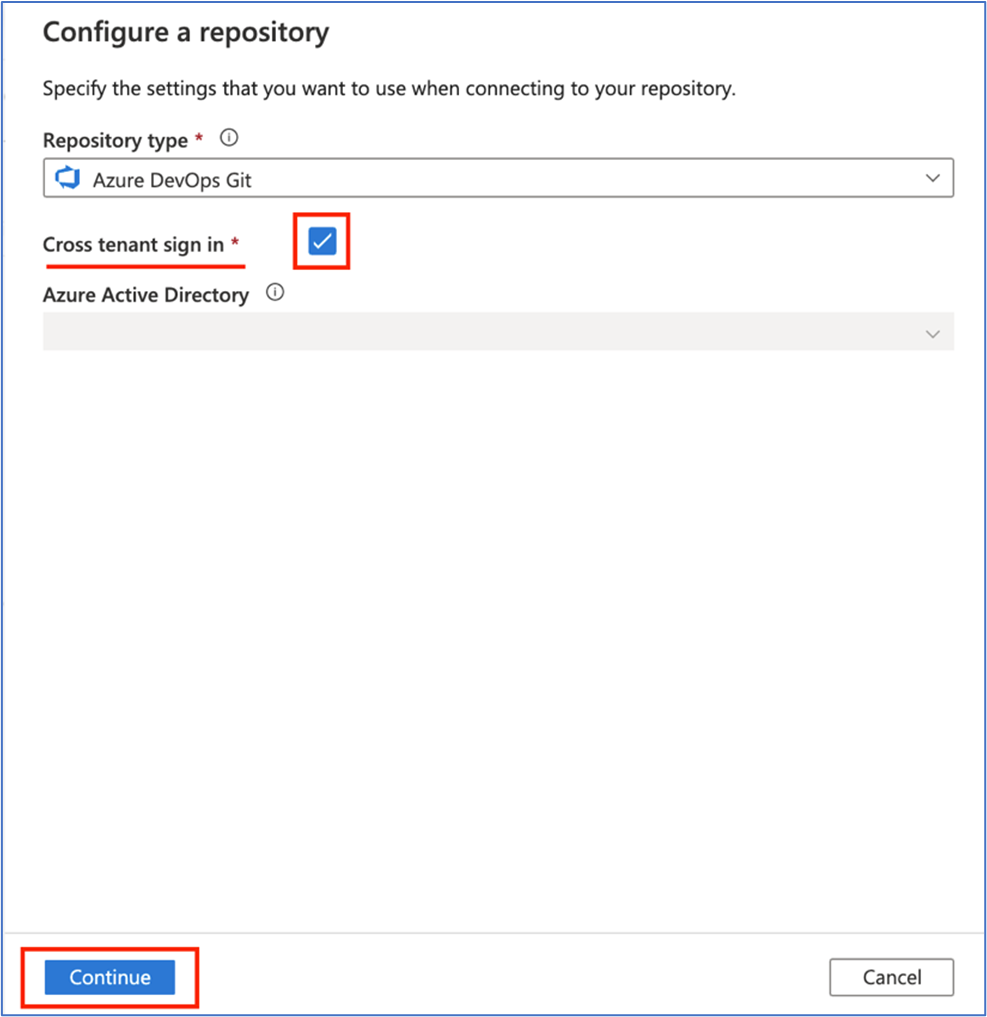 Configure a repository
Specify the settings that you want to use when connecting to your repository.
Repository type *
Azure DevOps Git
Cross tenant sign in *
Azure Active Directory
Continue
Cancel